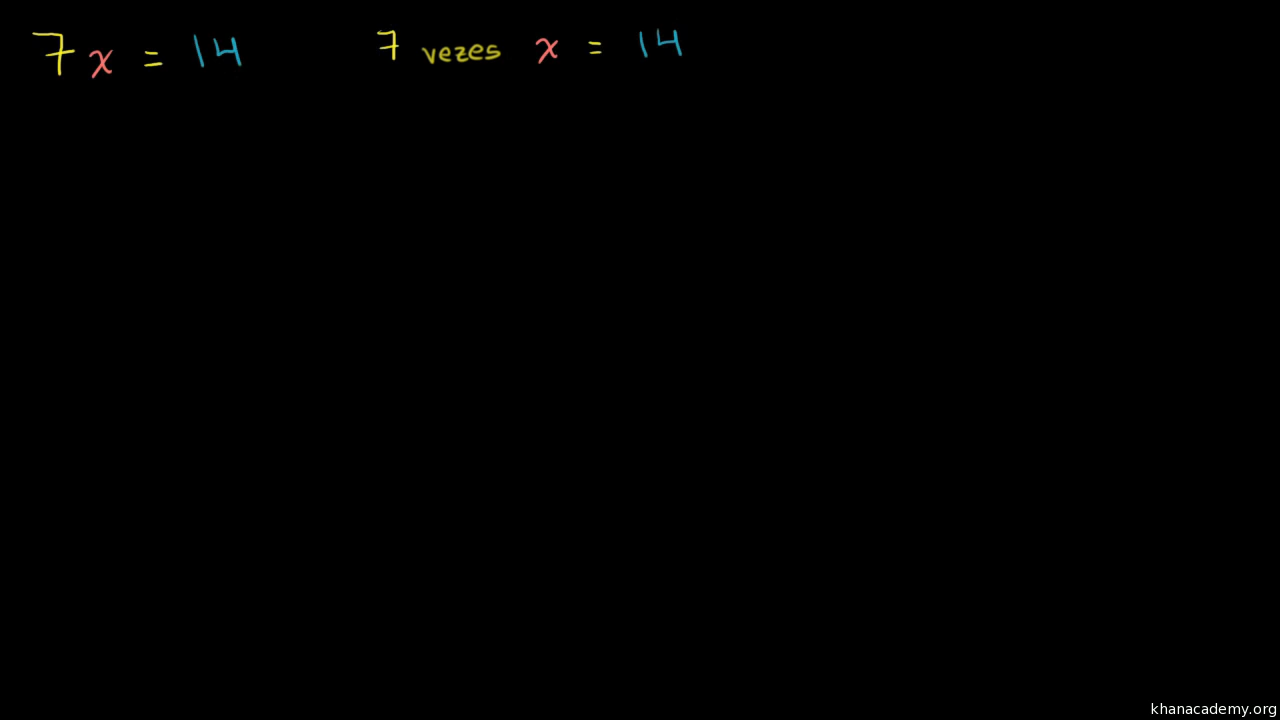 7x = 14 7 vezes x = 14
khanacademy.org